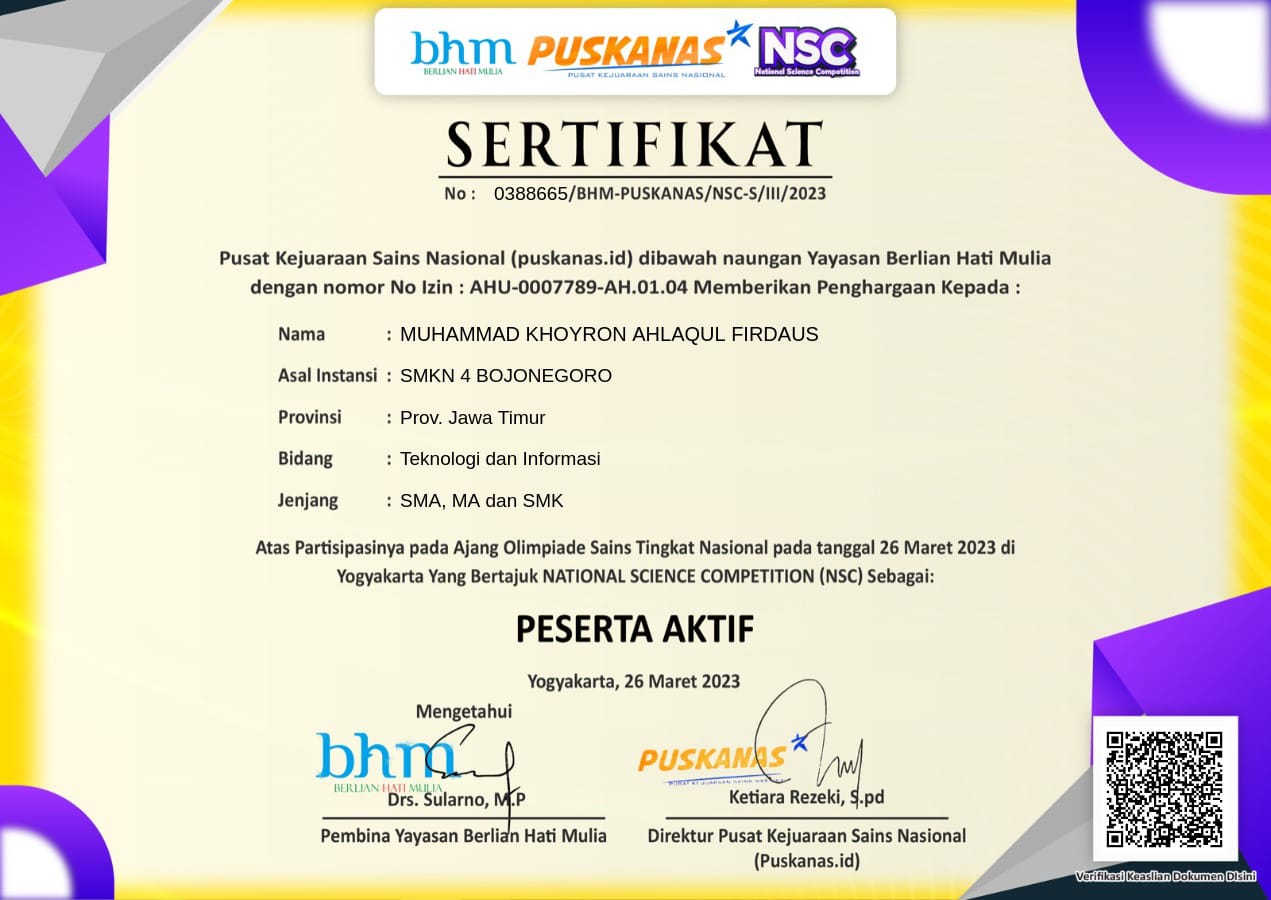 bhm PUSKANAS NSC
BERLIAN HATI MULIA PUSAT KEJUARAAN SAINS NASIONAL National Science Competition
SERTIFIKAT
No : 0388665/BHM-PUSKANAS/NSC-S/III/2023
Pusat Kejuaraan Sains Nasional (puskanas.id) dibawah naungan Yayasan Berlian Hati Mulia
dengan nomor No Izin : AHU-0007789-AH.01.04 Memberikan Penghargaan Kepada :
Nama : MUHAMMAD KHOYRON AHLAQUL FIRDAUS
Asal Instansi : SMKN 4 BOJONEGORO
Provinsi : Prov. Jawa Timur
Bidang : Teknologi dan Informasi
Jenjang : SMA, MA dan SMK
Atas Partisipasinya pada Ajang Olimpiade Sains Tingkat Nasional pada tanggal 26 Maret 2023 di
Yogyakarta Yang Bertajuk NATIONAL SCIENCE COMPETITION (NSC) Sebagai:
PESERTA AKTIF
Yogyakarta, 26 Maret 2023
Mengetahui
bhm PUSKANAS
BERLIAN HATI MULIA PUSAT KEJUARAAN SAINS NASIONAL
Drs. Sularno, M.P Ketiara Rezeki, S.pd
Pembina Yayasan Berlian Hati Mulia Direktur Pusat Kejuaraan Sains Nasional
(Puskanas.id)
Verifikasi Keaslian Dokumen DIsini